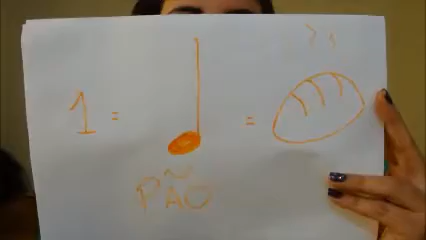 1 = =
PÃO